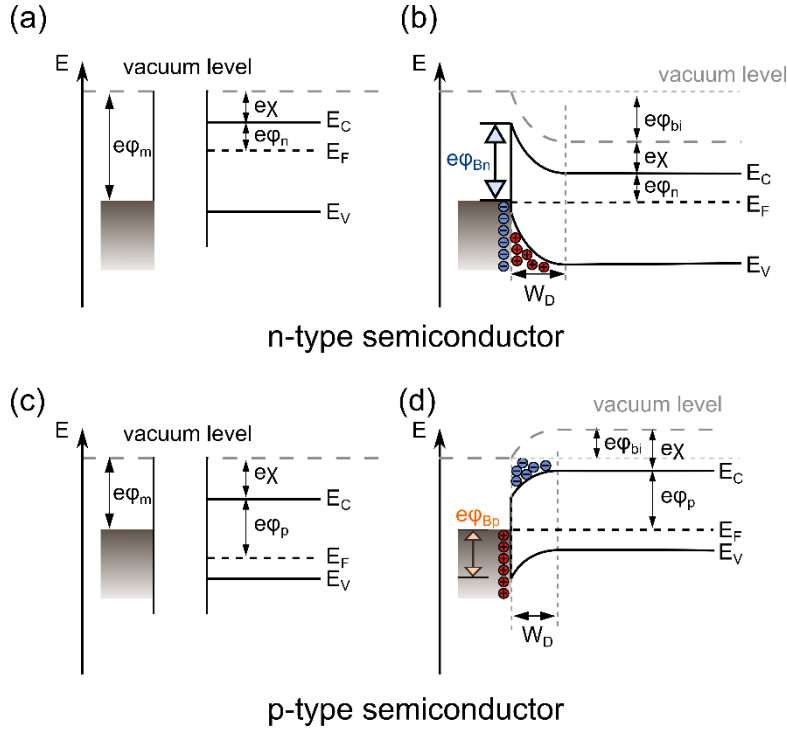 (a)
E
vacuum level
eφm
eχ
eφn
EC
EF
EV
(b)
E
vacuum level
eφbi
eχ
eφn
eφBn
EC
EF
EV
WD
n-type semiconductor
(c)
E
vacuum level
eφm
eχ
eφp
EC
EF
EV
(d)
E
vacuum level
eφbi
eχ
eφp
eφBp
EC
EF
EV
WD
p-type semiconductor